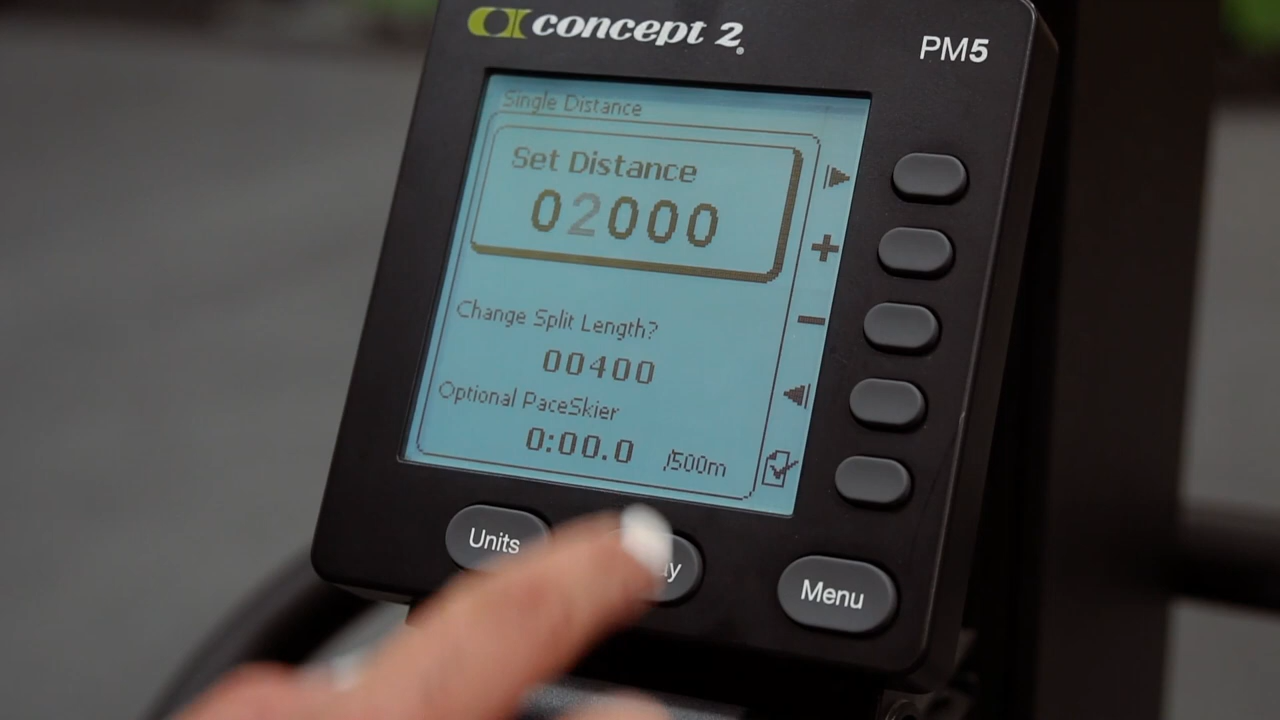 concept 2.
PM5
Single Distance
Set Distance
02000
Change Split Length?
00400
Optional PaceSkier
0:00.0 /500m
Units
Menu